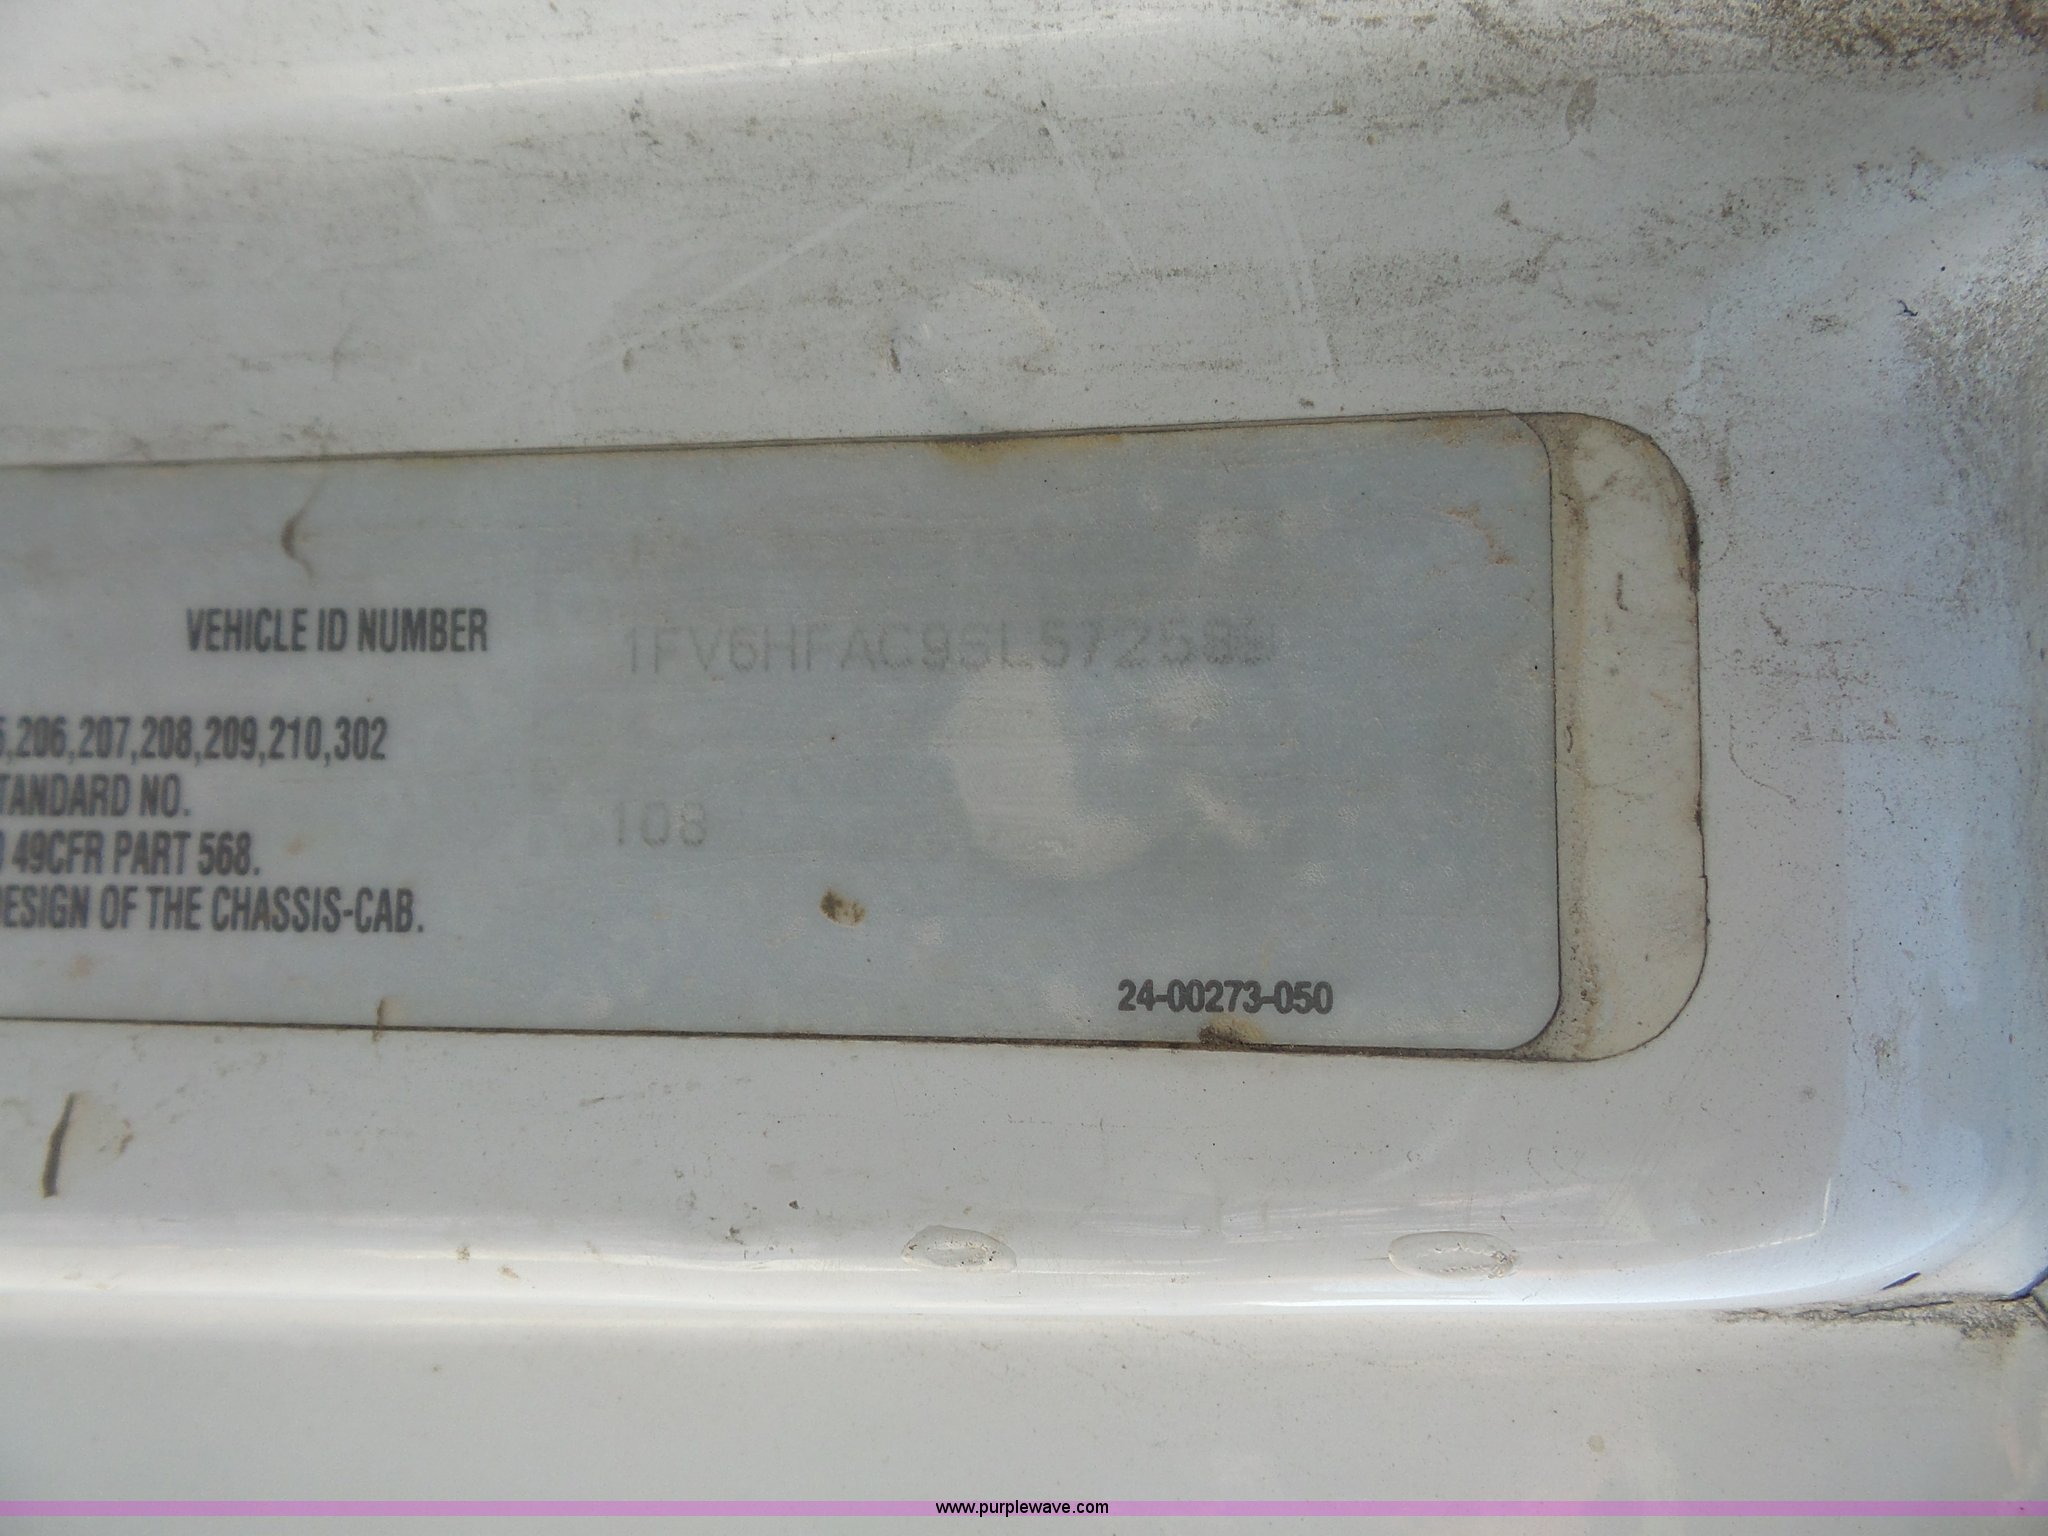 VEHICLE ID NUMBER 1FV6HFAC9SL572589
,206,207,208,209,210,302
TANDARD NO. 108
49CFR PART 568.
ESIGN OF THE CHASSIS-CAB.
24-00273-050
www.purplewave.com